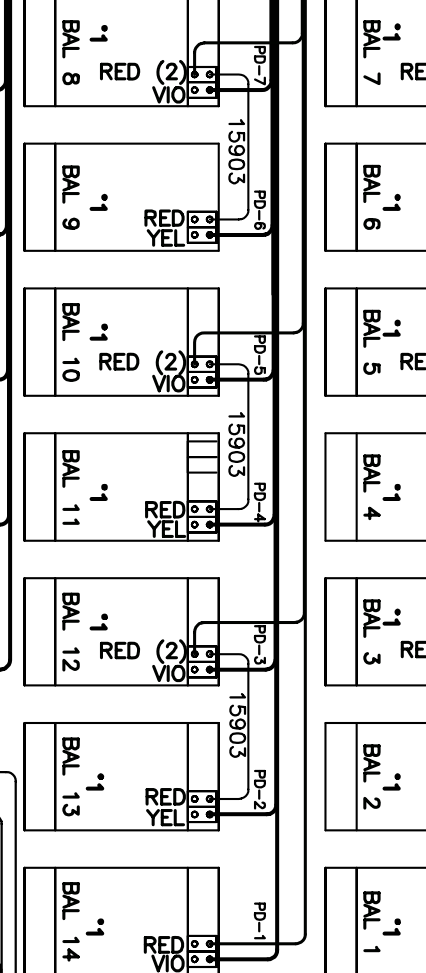 BAL 8
*1
RED (2)
VIO
PD-7
BAL 7
*1
RE
15903
BAL 9
*1
RED
YEL
PD-6
BAL 6
*1
BAL 10
*1
RED (2)
VIO
PD-5
BAL 5
*1
RE
15903
BAL 11
*1
RED
YEL
PD-4
BAL 4
*1
BAL 12
*1
RED (2)
VIO
PD-3
BAL 3
*1
RE
15903
BAL 13
*1
RED
YEL
PD-2
BAL 2
*1
BAL 14
*1
RED
VIO
PD-1
BAL 1
*1